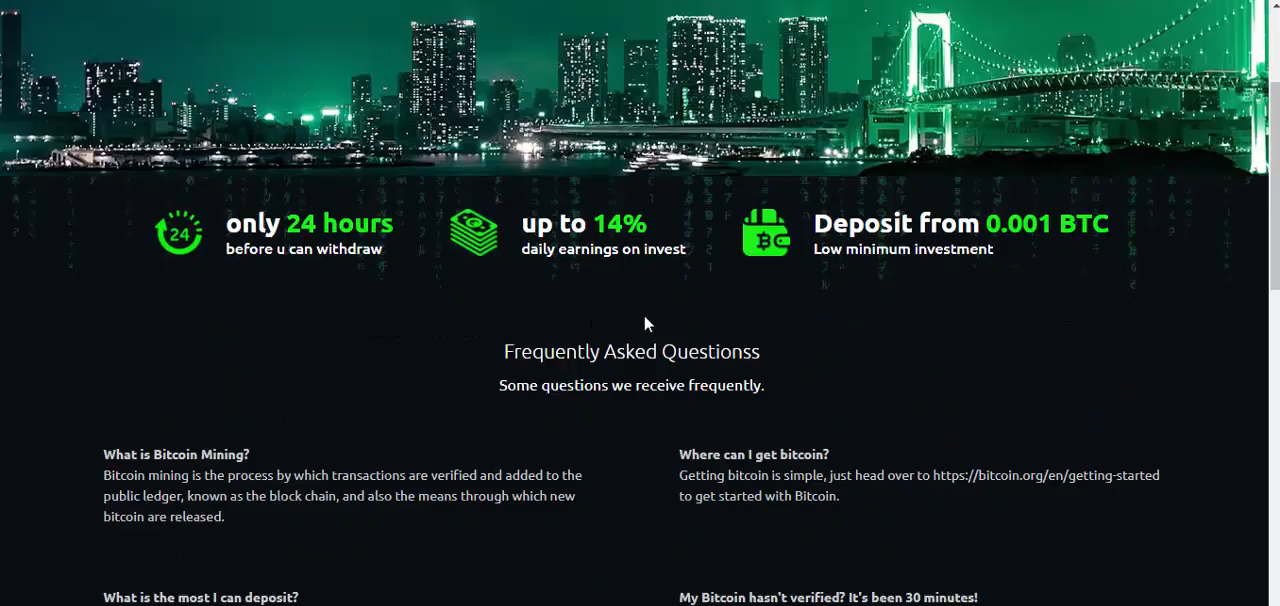 24
only 24 hours
before u can withdraw
up to 14%
daily earnings on invest
Deposit from 0.001 BTC
Low minimum investment
Frequently Asked Questionss
Some questions we receive frequently.
What is Bitcoin Mining?
Bitcoin mining is the process by which transactions are verified and added to the
public ledger, known as the block chain, and also the means through which new
bitcoin are released.
Where can I get bitcoin?
Getting bitcoin is simple, just head over to https://bitcoin.org/en/getting-started
to get started with Bitcoin.
What is the most I can deposit?
My Bitcoin hasn't verified? It's been 30 minutes!